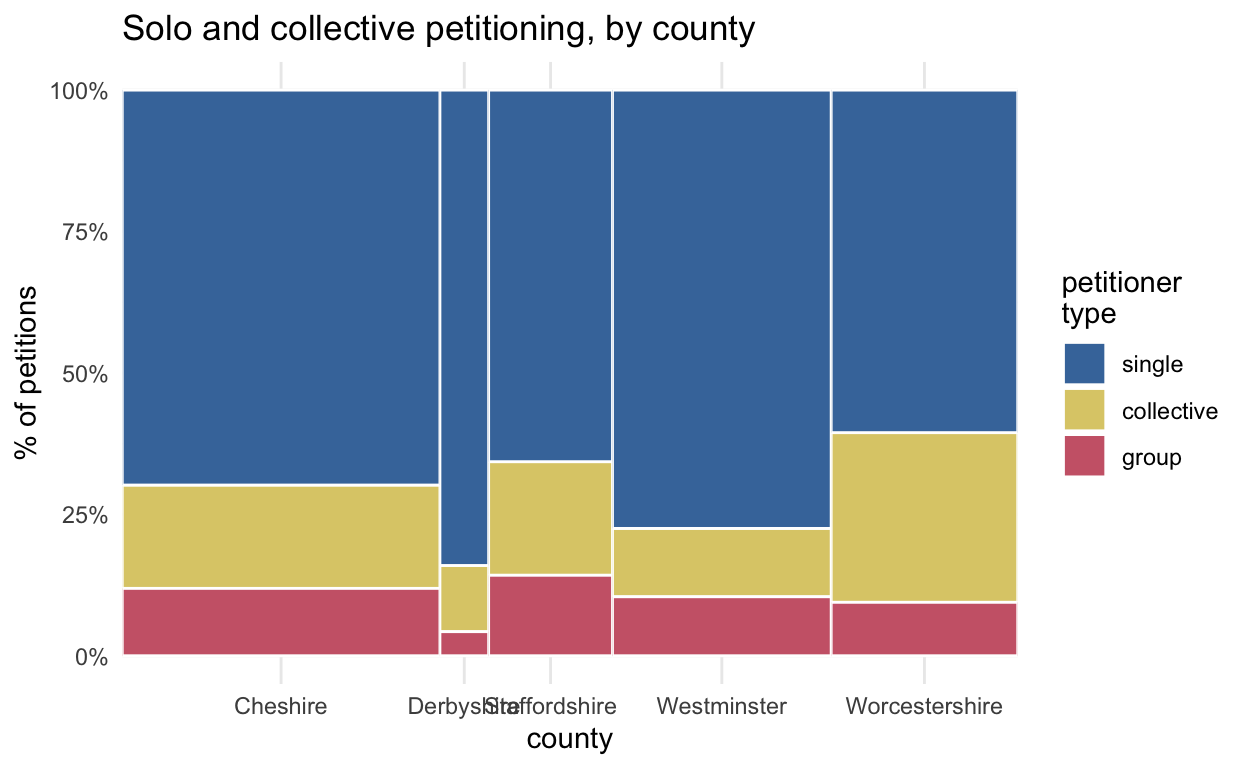 Solo and collective petitioning, by county
100%
75%
50%
25%
0%
% of petitions
Cheshire
Derbyshire
Staffordshire
Westminster
Worcestershire
county
petitioner
type
single
collective
group